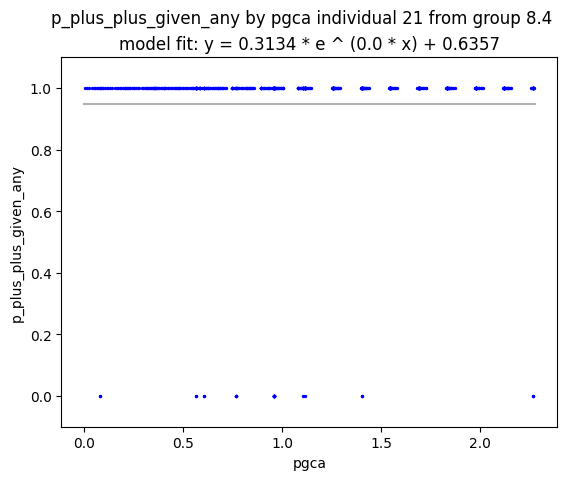 p_plus_plus_given_any by pgca individual 21 from group 8.4
model fit: y = 0.3134 * e ^ (0.0 * x) + 0.6357
1.0
0.8
0.6
0.4
0.2
0.0
p_plus_plus_given_any
0.0 0.5 1.0 1.5 2.0
pgca